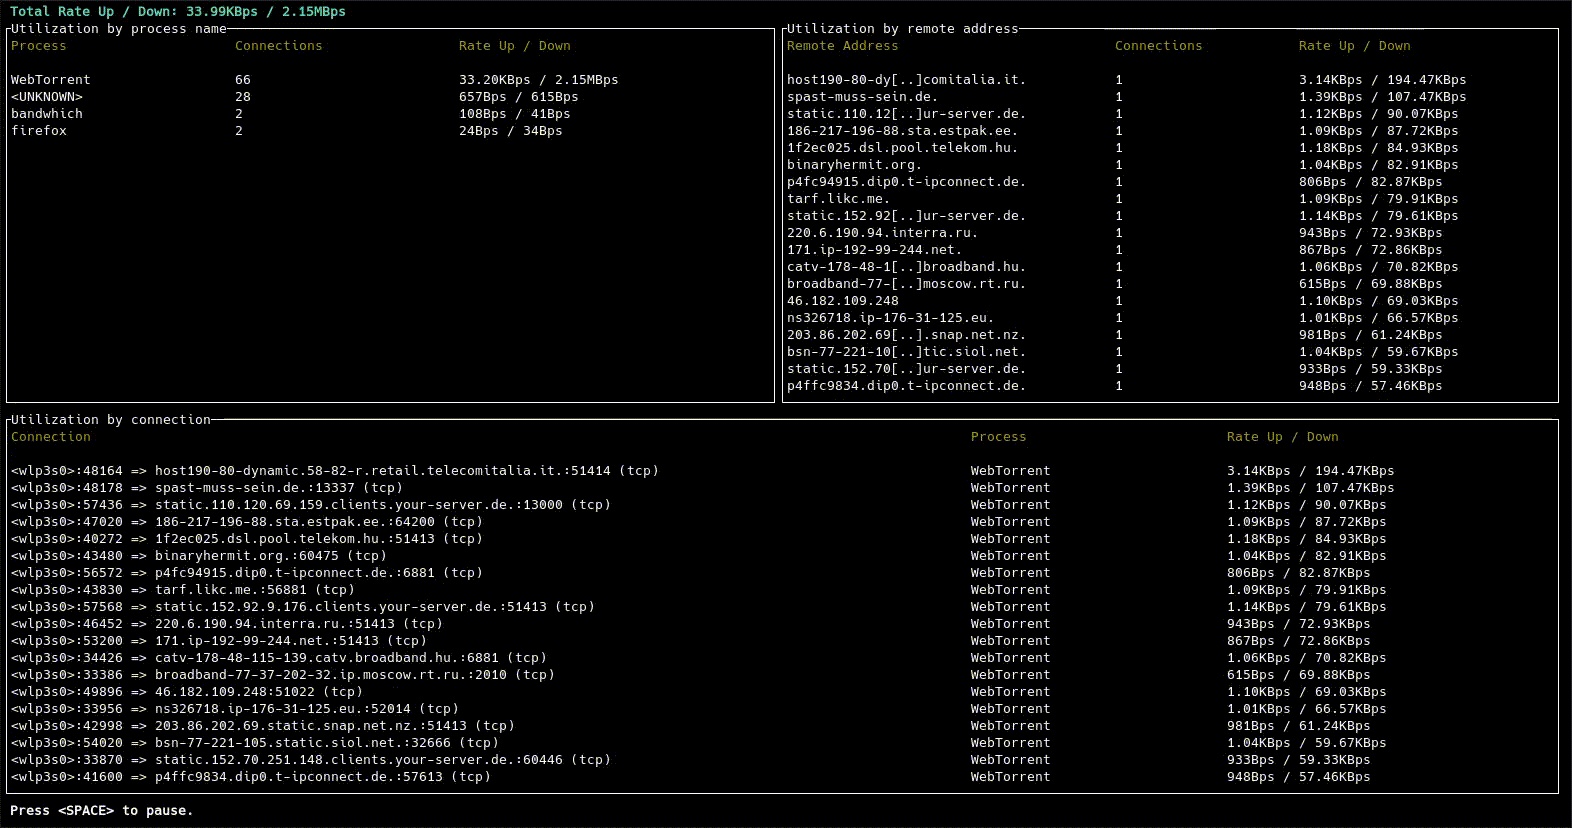 Total Rate Up / Down: 33.99KBps / 2.15MBps
Utilization by process name
Process Connections Rate Up / Down
WebTorrent 66 33.20KBps / 2.15MBps
<UNKNOWN> 28 657Bps / 615Bps
bandwhich 2 108Bps / 41Bps
firefox 2 24Bps / 34Bps
Utilization by remote address
Remote Address Connections Rate Up / Down
host190-80-dy[..]comitalia.it. 1 3.14KBps / 194.47KBps
spast-muss-sein.de. 1 1.39KBps / 107.47KBps
static.110.12[..]ur-server.de. 1 1.12KBps / 90.07KBps
186-217-196-88.sta.estpak.ee. 1 1.09KBps / 87.72KBps
1f2ec025.dsl.pool.telekom.hu. 1 1.18KBps / 84.93KBps
binaryhermit.org. 1 1.04KBps / 82.91KBps
p4fc94915.dip0.t-ipconnect.de. 1 806Bps / 82.87KBps
tarf.likc.me. 1 1.09KBps / 79.91KBps
static.152.92[..]ur-server.de. 1 1.14KBps / 79.61KBps
220.6.190.94.interra.ru. 1 943Bps / 72.93KBps
171.ip-192-99-244.net. 1 867Bps / 72.86KBps
catv-178-48-1[..]broadband.hu. 1 1.06KBps / 70.82KBps
broadband-77-[..]moscow.rt.ru. 1 615Bps / 69.88KBps
46.182.109.248 1 1.10KBps / 69.03KBps
ns326718.ip-176-31-125.eu. 1 1.01KBps / 66.57KBps
203.86.202.69[..].snap.net.nz. 1 981Bps / 61.24KBps
bsn-77-221-10[..]tic.siol.net. 1 1.04KBps / 59.67KBps
static.152.70[..]ur-server.de. 1 933Bps / 59.33KBps
p4ffc9834.dip0.t-ipconnect.de. 1 948Bps / 57.46KBps
Utilization by connection
Connection Process Rate Up / Down
<wlp3s0>:48164 => host190-80-dynamic.58-82-r.retail.telecomitalia.it.:51414 (tcp) WebTorrent 3.14KBps / 194.47KBps
<wlp3s0>:48178 => spast-muss-sein.de.:13337 (tcp) WebTorrent 1.39KBps / 107.47KBps
<wlp3s0>:57436 => static.110.120.69.159.clients.your-server.de.:13000 (tcp) WebTorrent 1.12KBps / 90.07KBps
<wlp3s0>:47020 => 186-217-196-88.sta.estpak.ee.:64200 (tcp) WebTorrent 1.09KBps / 87.72KBps
<wlp3s0>:40272 => 1f2ec025.dsl.pool.telekom.hu.:51413 (tcp) WebTorrent 1.18KBps / 84.93KBps
<wlp3s0>:43480 => binaryhermit.org.:60475 (tcp) WebTorrent 1.04KBps / 82.91KBps
<wlp3s0>:56572 => p4fc94915.dip0.t-ipconnect.de.:6881 (tcp) WebTorrent 806Bps / 82.87KBps
<wlp3s0>:43830 => tarf.likc.me.:56881 (tcp) WebTorrent 1.09KBps / 79.91KBps
<wlp3s0>:57568 => static.152.92.9.176.clients.your-server.de.:51413 (tcp) WebTorrent 1.14KBps / 79.61KBps
<wlp3s0>:46452 => 220.6.190.94.interra.ru.:51413 (tcp) WebTorrent 943Bps / 72.93KBps
<wlp3s0>:53200 => 171.ip-192-99-244.net.:51413 (tcp) WebTorrent 867Bps / 72.86KBps
<wlp3s0>:34426 => catv-178-48-115-139.catv.broadband.hu.:6881 (tcp) WebTorrent 1.06KBps / 70.82KBps
<wlp3s0>:33386 => broadband-77-37-202-32.ip.moscow.rt.ru.:2010 (tcp) WebTorrent 615Bps / 69.88KBps
<wlp3s0>:49896 => 46.182.109.248:51022 (tcp) WebTorrent 1.10KBps / 69.03KBps
<wlp3s0>:33956 => ns326718.ip-176-31-125.eu.:52014 (tcp) WebTorrent 1.01KBps / 66.57KBps
<wlp3s0>:42998 => 203.86.202.69.static.snap.net.nz.:51413 (tcp) WebTorrent 981Bps / 61.24KBps
<wlp3s0>:54020 => bsn-77-221-105.static.siol.net.:32666 (tcp) WebTorrent 1.04KBps / 59.67KBps
<wlp3s0>:33870 => static.152.70.251.148.clients.your-server.de.:60446 (tcp) WebTorrent 933Bps / 59.33KBps
<wlp3s0>:41600 => p4ffc9834.dip0.t-ipconnect.de.:57613 (tcp) WebTorrent 948Bps / 57.46KBps
Press <SPACE> to pause.